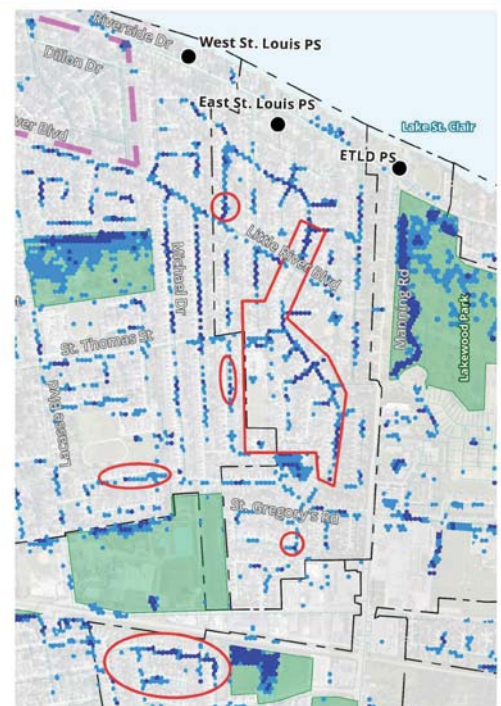 Riverside Dr
West St. Louis PS
Dillon Dr
East St. Louis PS
ver Blvd
Lake St. Clair
ETLD PS
Little River Blvd
Michael Dr
Manning Rd
Lakewood Park
St. Thomas St
Lacasse Blvd
St. Gregory's Rd